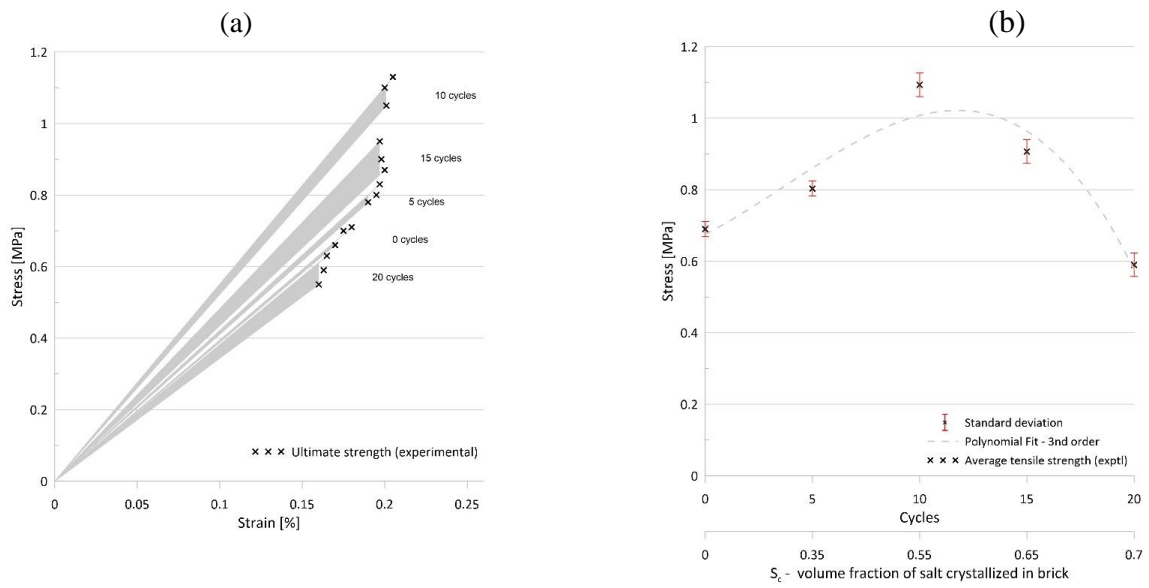 (a)
1.2
1
0.8
0.6
0.4
0.2
0
Stress [MPa]
10 cycles
15 cycles
5 cycles
0 cycles
20 cycles
××× Ultimate strength (exptal)
0 0.05 0.1 0.15 0.2 0.25
Strain [%]
(b)
1.2
1
0.8
0.6
0.4
0.2
0
Stress [MPa]
Standard deviation
Polynomial Fit - 3nd order
××× Average tensile strength (exptl)
0 5 10 15 20
Cycles
0 0.35 0.55 0.65 0.7
Sc - volume fraction of salt crystallized in brick